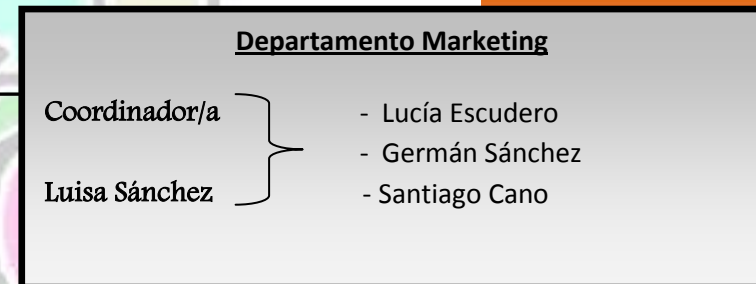 Departamento Marketing
Coordinador/a
Luisa Sánchez
- Lucía Escudero
- Germán Sánchez
- Santiago Cano